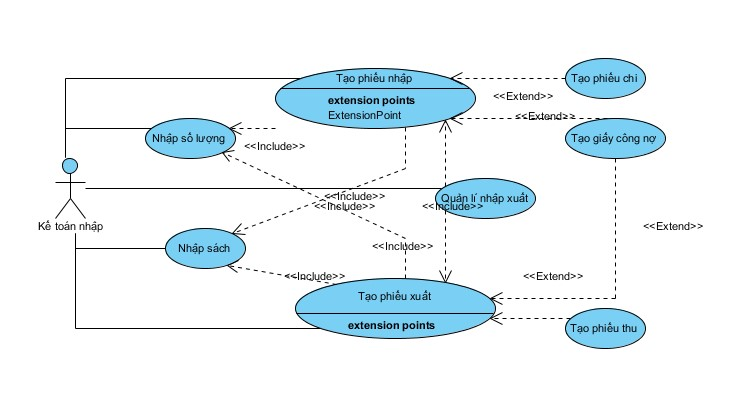 Tạo phiếu nhập
extension points
ExtensionPoint
Tạo phiếu chi
<<Extend>>
<<Extend>>
Nhập số lượng
Tạo giấy công nợ
<<Include>>
<<Include>>
<<Include>>
Quản lí nhập xuất
<<Include>>
Kế toán nhập
<<Extend>>
Nhập sách
<<Include>>
<<Include>>
<<Extend>>
Tạo phiếu xuất
extension points
Tạo phiếu thu